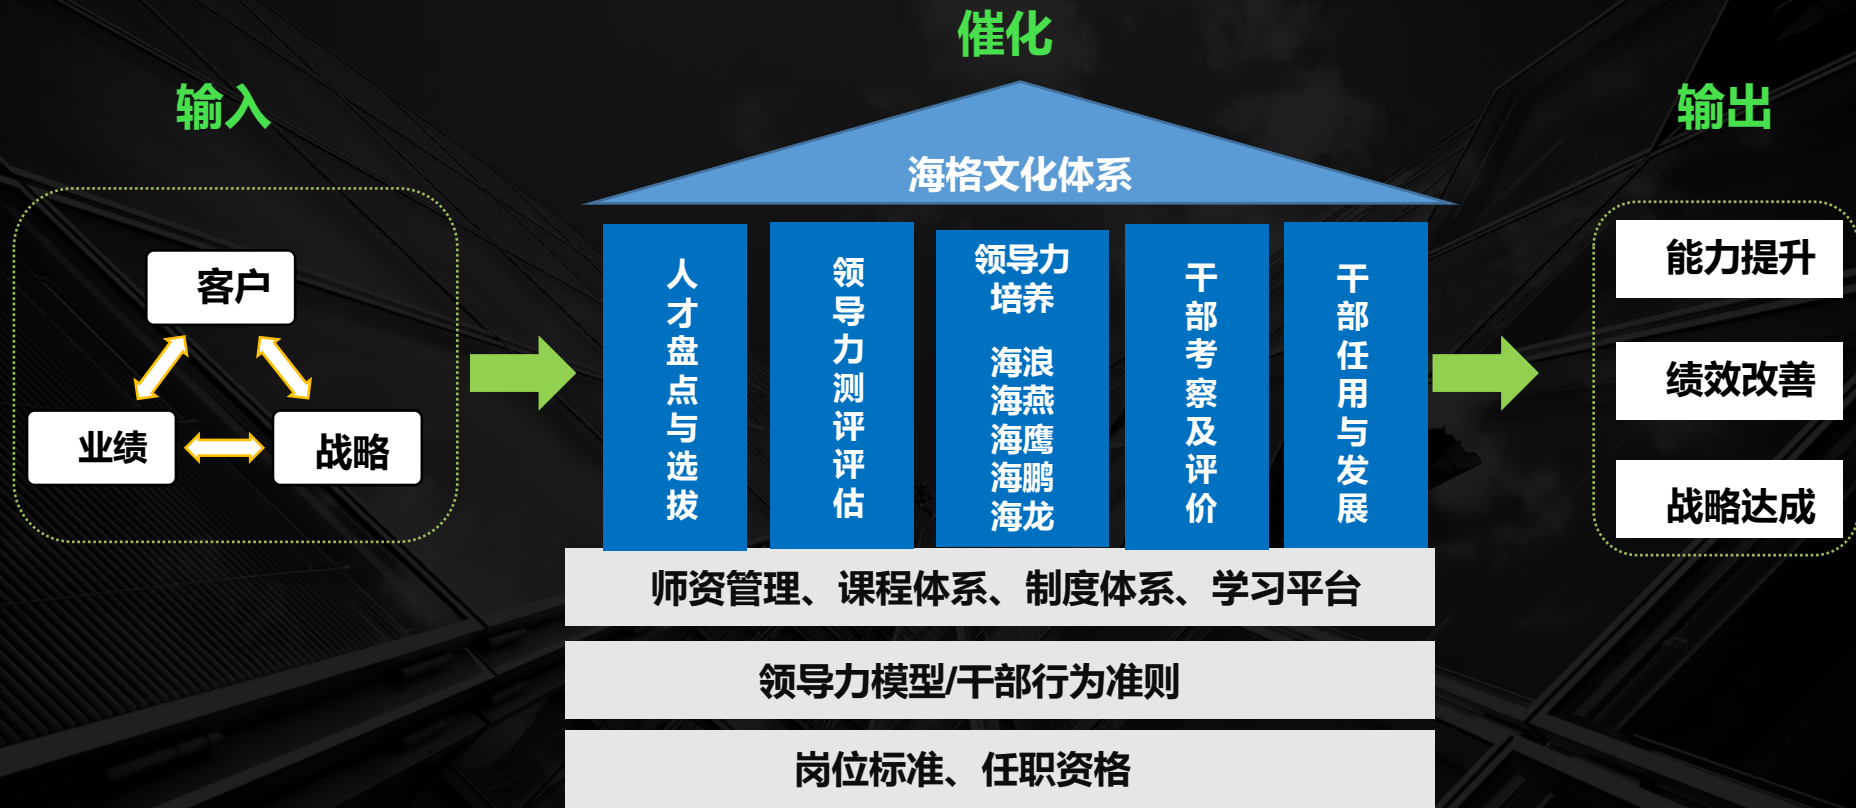 催化
输入
输出
海格文化体系
客户
业绩
战略
人才盘点与选拔
领导力测评评估
领导力
培养
海浪
海燕
海鹰
海鹏
海龙
干部考察及评价
干部任用与发展
能力提升
绩效改善
战略达成
师资管理、课程体系、制度体系、学习平台
领导力模型/干部行为准则
岗位标准、任职资格